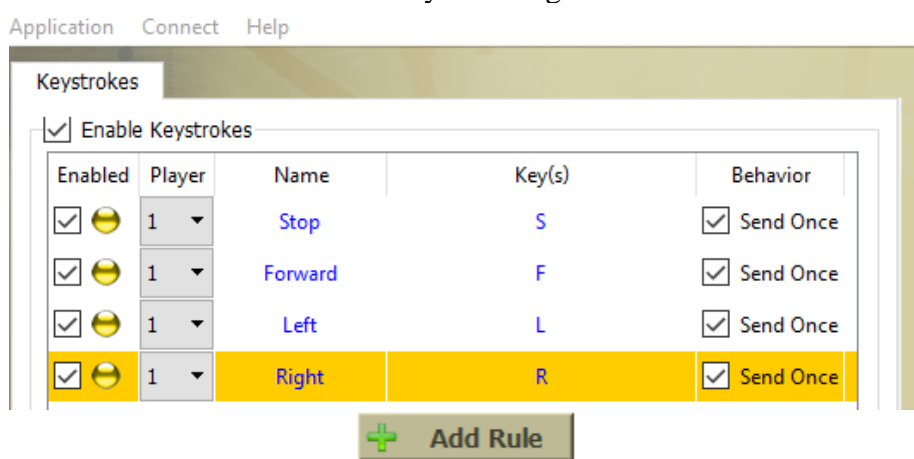 Application Connect Help
Keystrokes
Enable Keystrokes
Enabled Player Name Key(s) Behavior
1 Stop S Send Once
1 Forward F Send Once
1 Left L Send Once
1 Right R Send Once
Add Rule